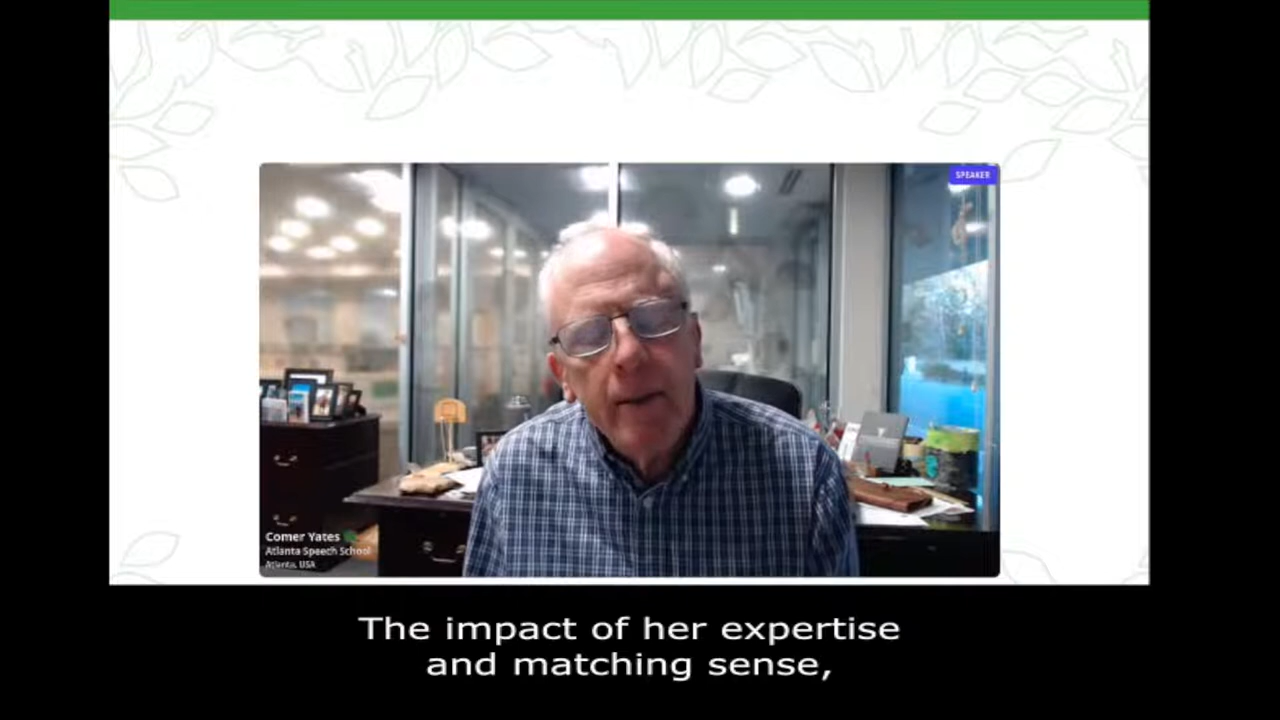 SPEAKER
Comer Yates
Atlanta Speech School
Atlanta, USA
The impact of her expertise
and matching sense,